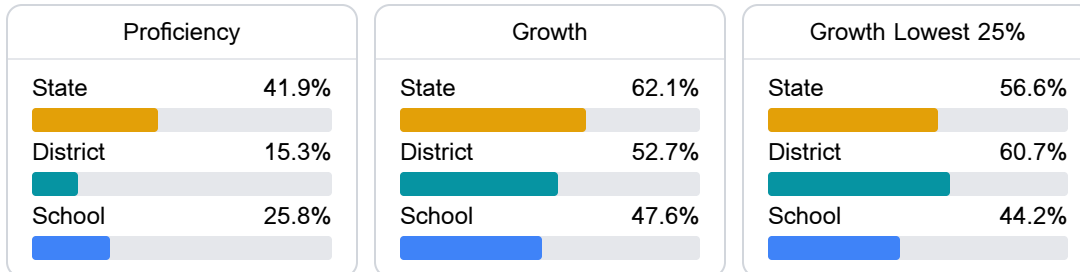 Proficiency
State 41.9%
District 15.3%
School 25.8%
Growth
State 62.1%
District 52.7%
School 47.6%
Growth Lowest 25%
State 56.6%
District 60.7%
School 44.2%